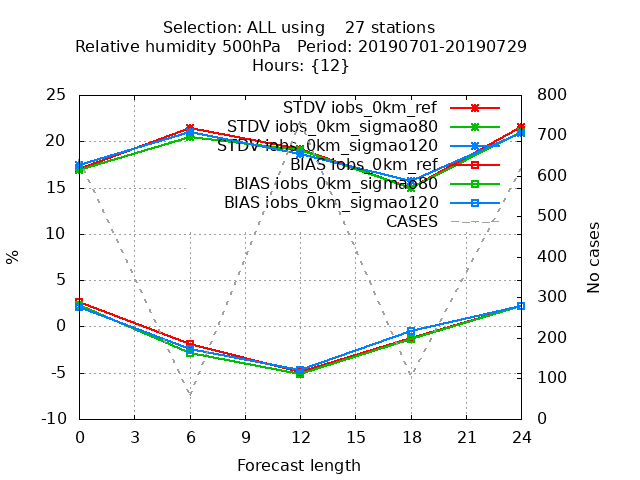 Selection: ALL using    27 stations
Relative humidity 500hPa   Period: 20190701-20190729
Hours: {12}
25
20
15
10
5
0
-5
-10
%
STDV iobs_0km_ref
STDV iobs_0km_sigmao80
STDV iobs_0km_sigmao120
BIAS iobs_0km_ref
BIAS iobs_0km_sigmao80
BIAS iobs_0km_sigmao120
CASES
800
700
600
500
400
300
200
100
0
No cases
0 3 6 9 12 15 18 21 24
Forecast length